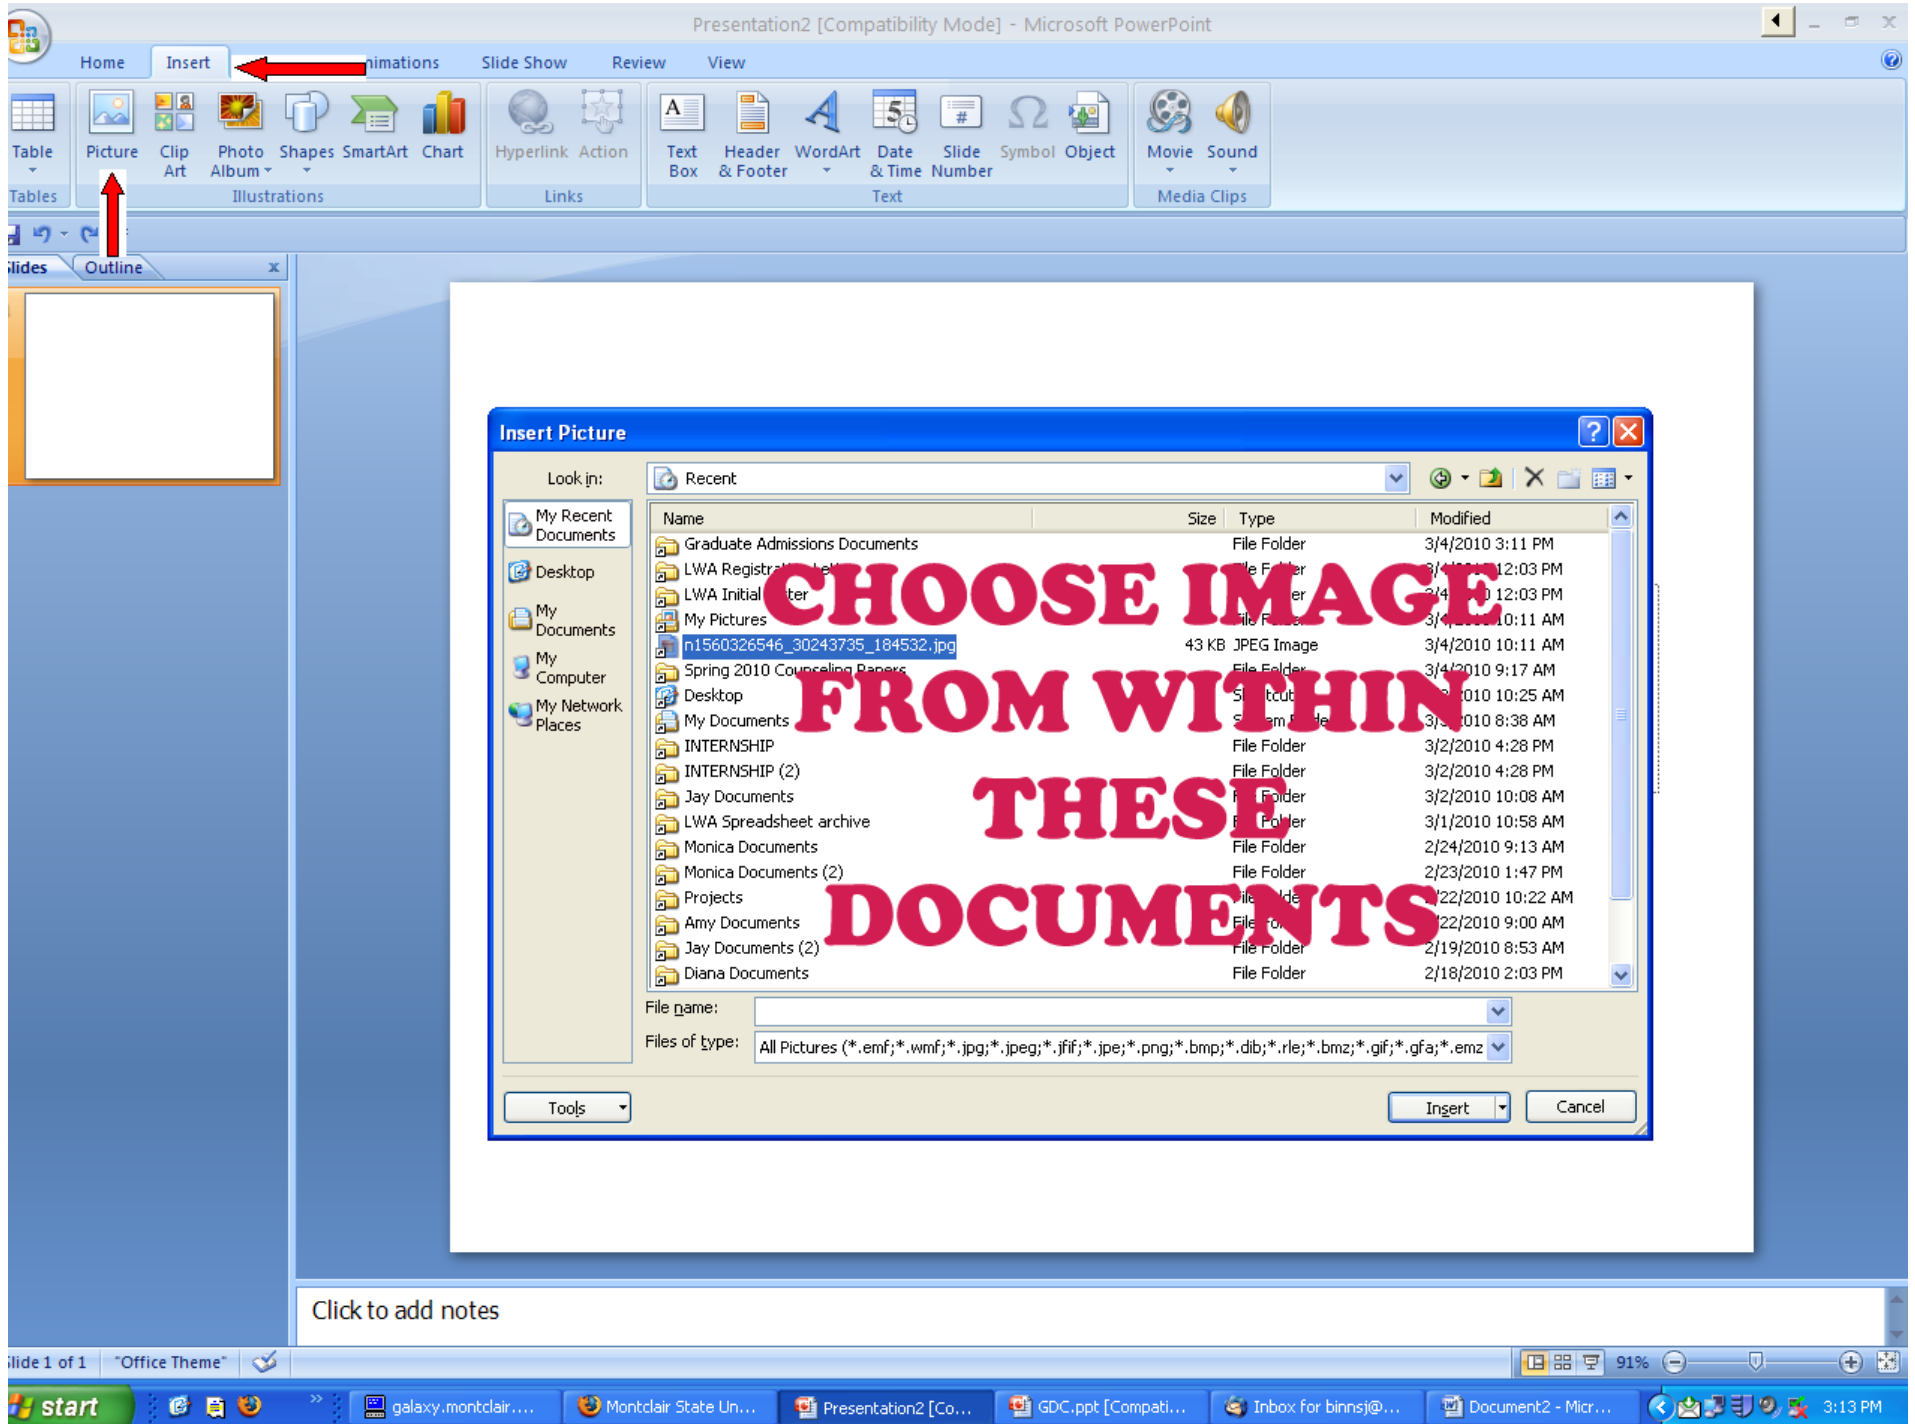 Presentation2 [Compatibility Mode] - Microsoft PowerPoint
Home Insert nimations Slide Show Review View
Table Picture Clip Art Photo Album Shapes SmartArt Chart Hyperlink Action Text Box Header & Footer WordArt Date & Time Slide Number Symbol Object Movie Sound
Tables Illustrations Links Text Media Clips
Slides Outline x
Insert Picture
Look in: Recent
My Recent Documents
Desktop
My Documents
My Computer
My Network Places
Name Size Type Modified
Graduate Admissions Documents File Folder 3/4/2010 3:11 PM
LWA 12:03 PM
LWA Initial 12:03 PM
My Pictures 10:11 AM
n1560326546_30243735_184532.jpg 43 KB JPEG Image 3/4/2010 10:11 AM
Spring 2010 Counseling Papers File Folder 3/4/2010 9:17 AM
Desktop 10:25 AM
My Documents 8:38 AM
INTERNSHIP File Folder 3/2/2010 4:28 PM
INTERNSHIP (2) File Folder 3/2/2010 4:28 PM
Jay Documents 3/2/2010 10:08 AM
LWA Spreadsheet archive 3/1/2010 10:58 AM
Monica Documents File Folder 2/24/2010 9:13 AM
Monica Documents (2) File Folder 2/23/2010 1:47 PM
Projects 10:22 AM
Amy Documents 9:00 AM
Jay Documents (2) File Folder 2/19/2010 8:53 AM
Diana Documents File Folder 2/18/2010 2:03 PM
CHOOSE IMAGE
FROM WITHIN
THESE
DOCUMENTS
File name:
Files of type: All Pictures (*.emf;*.wmf;*.jpg;*.jpeg;*.jfif;*.jpe;*.png;*.bmp;*.dib;*.rle;*.bmz;*.gif;*.gfa;*.emz
Tools Insert Cancel
Click to add notes
Slide 1 of 1 "Office Theme" 91%
start galaxy.montclair.... Montclair State Un... Presentation2 [Co... GDC.ppt [Compati... Inbox for binnsj@... Document2 - Micr... 3:13 PM